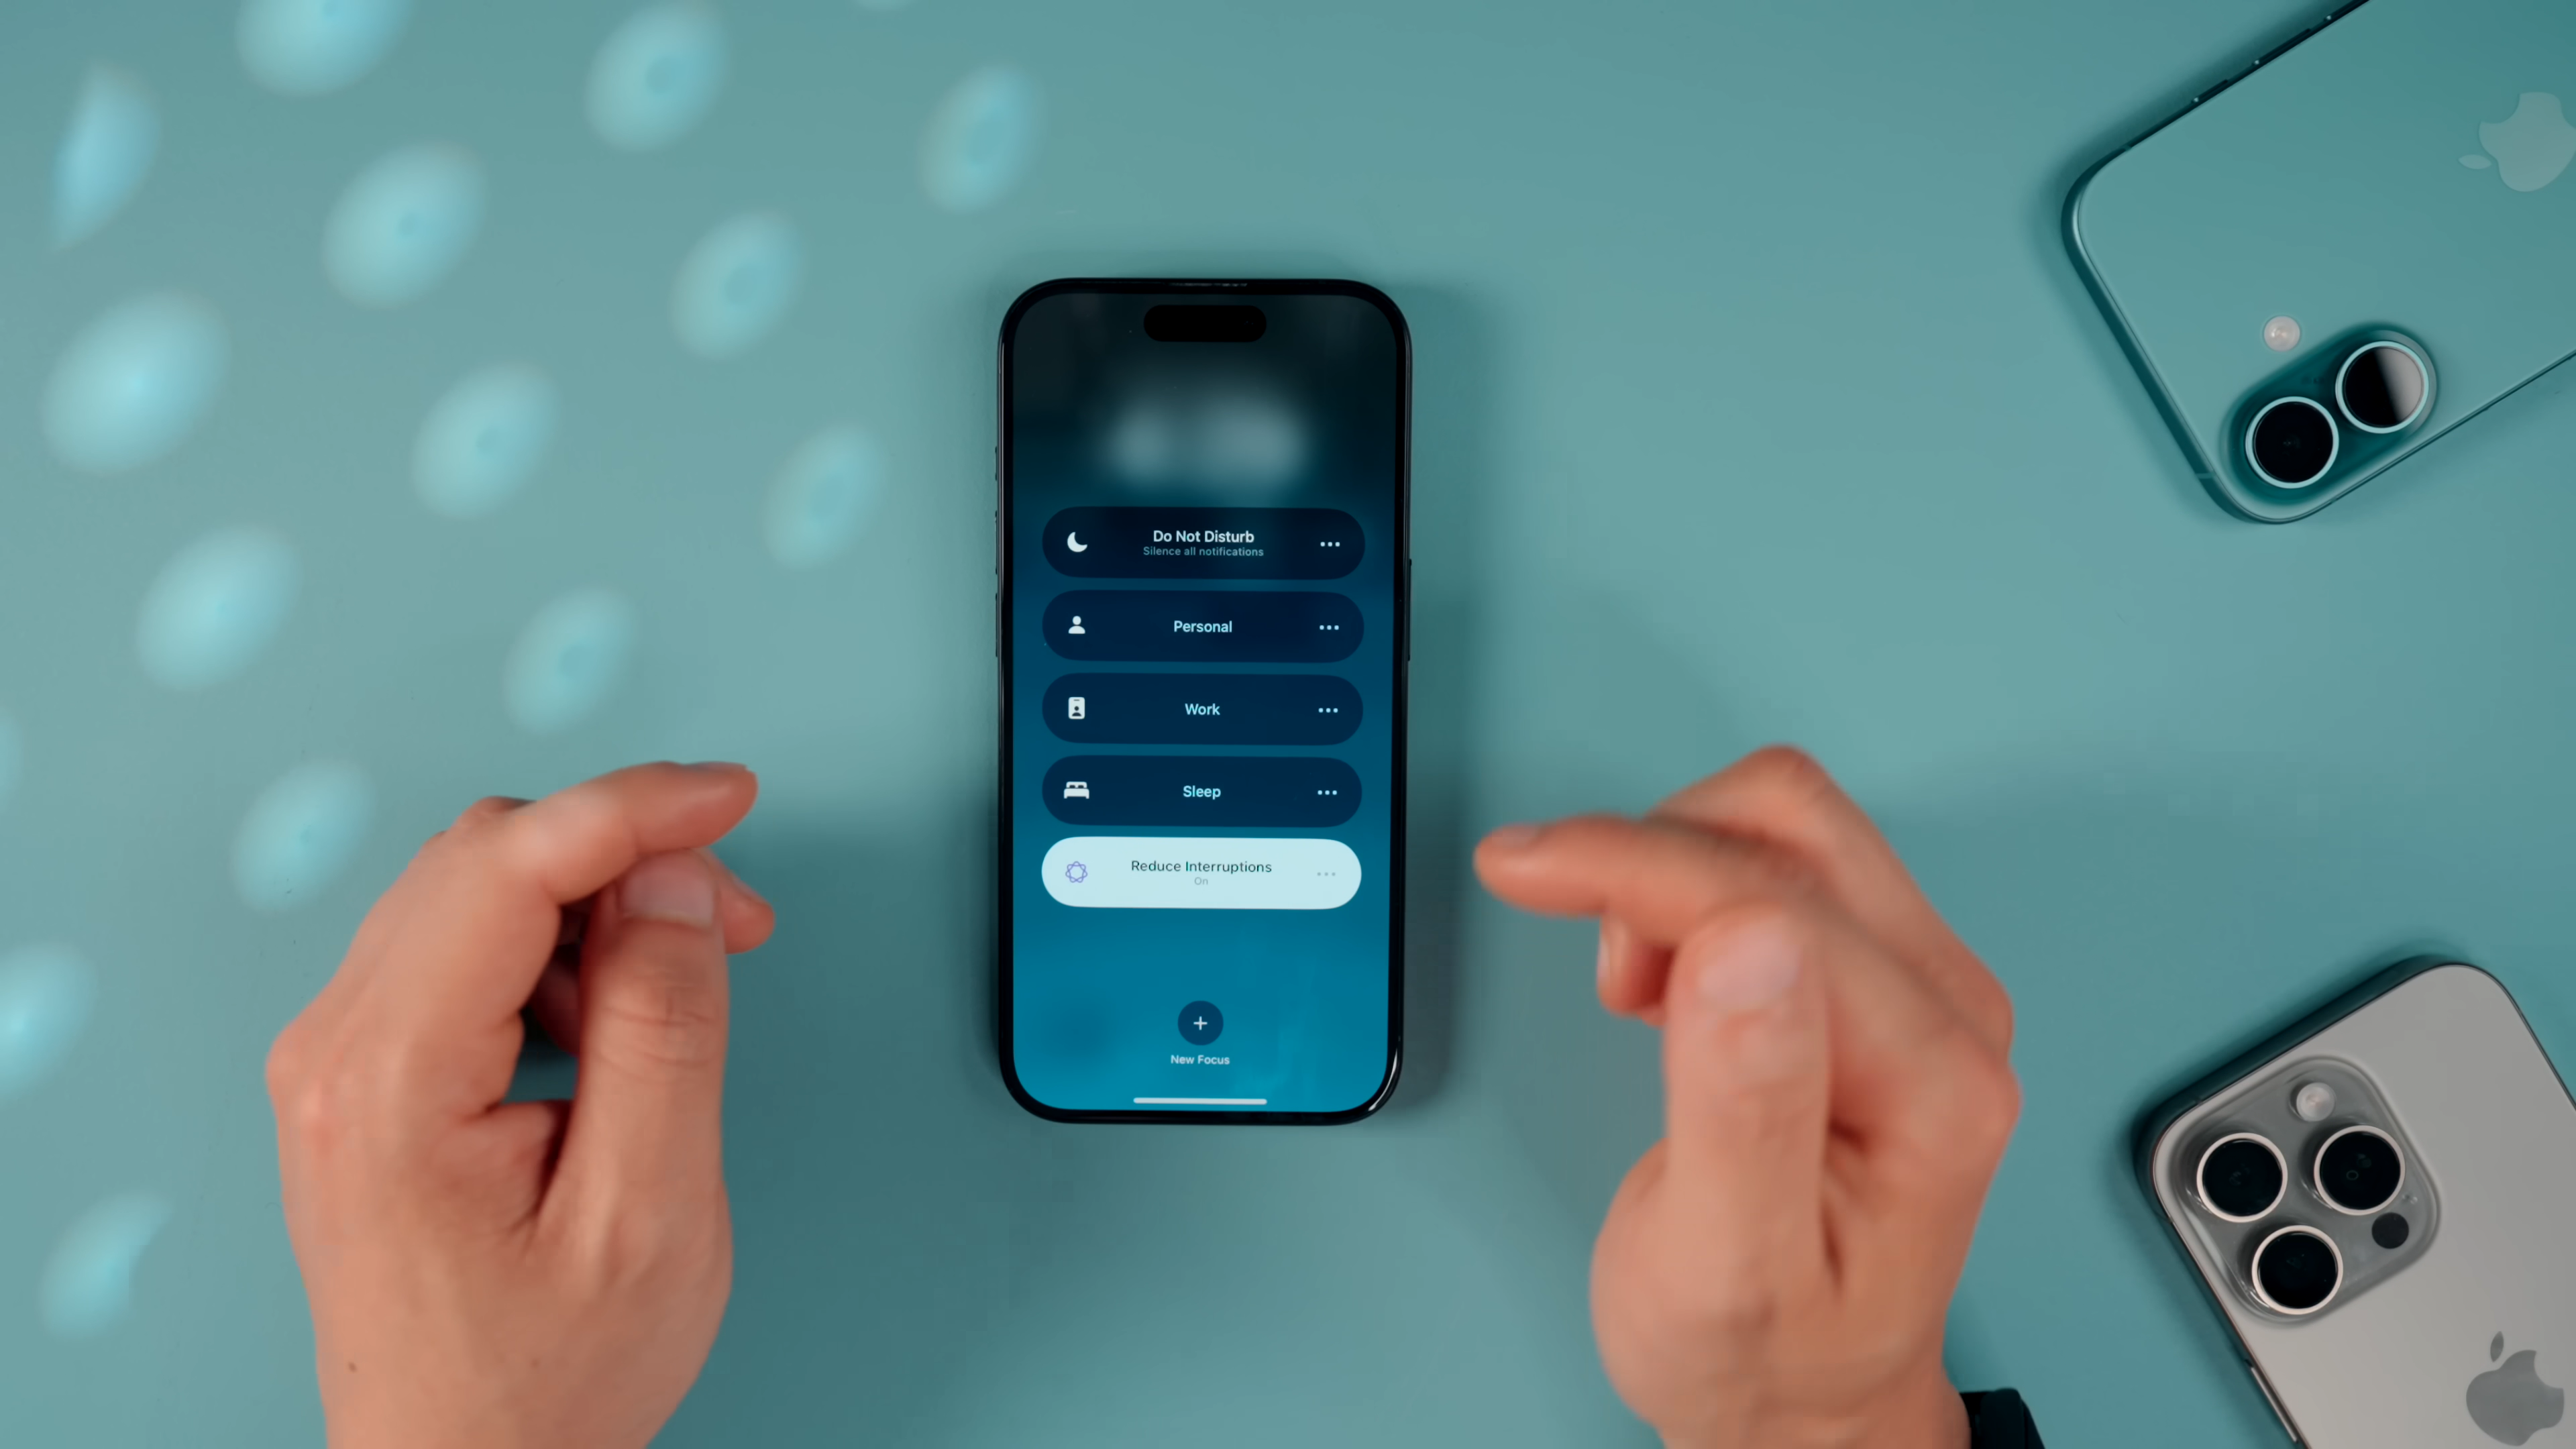 Do Not Disturb
Silence all notifications
Personal
Work
Sleep
Reduce Interruptions
On
New Focus